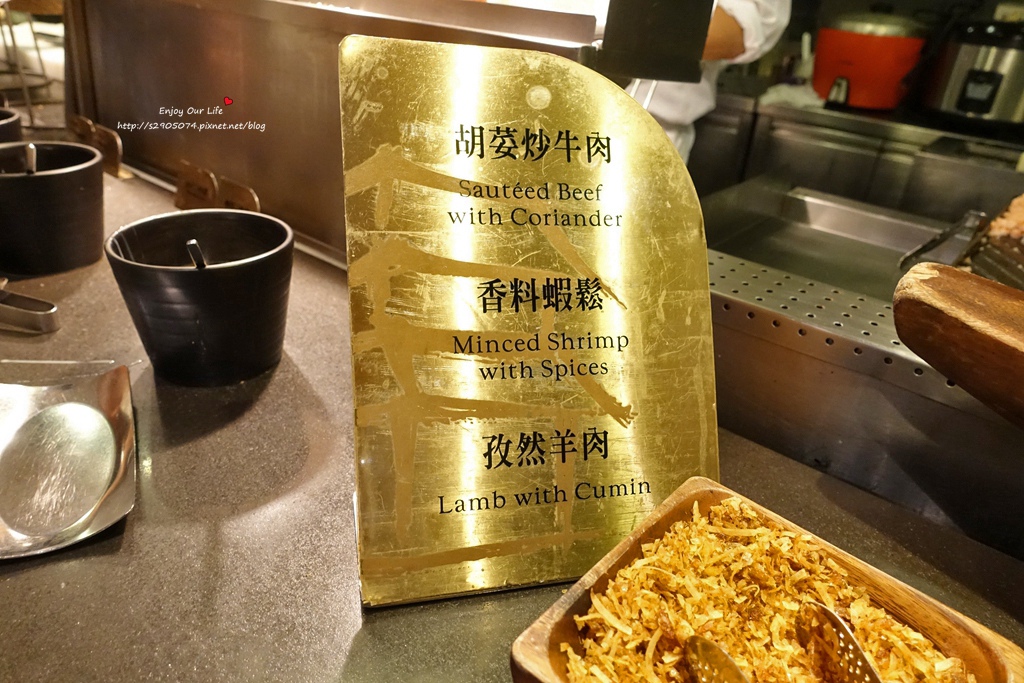 Enjoy Our Life
http://s2905074.pixnet.net/blog
胡荽炒牛肉
Sautéed Beef
with Coriander
香料蝦鬆
Minced Shrimp
with Spices
孜然羊肉
Lamb with Cumin